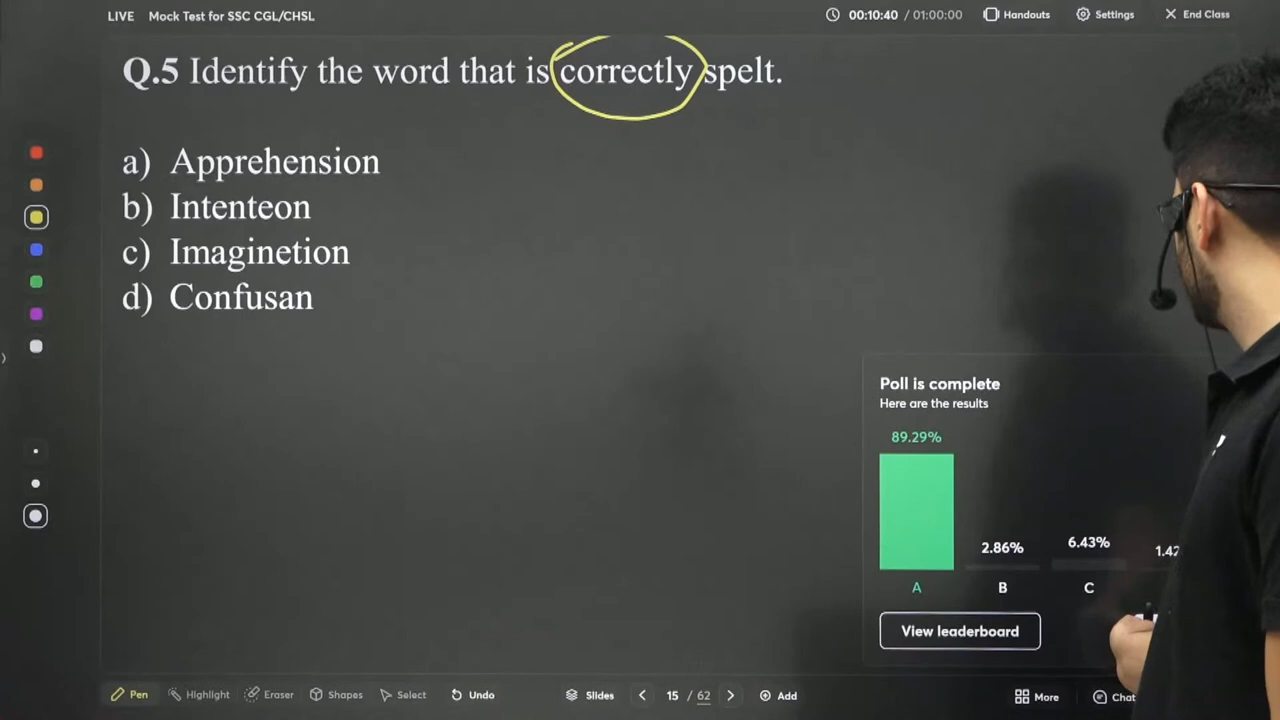 LIVE Mock Test for SSC CGL/CHSL
00:10:40 / 01:00:00 Handouts Settings End Class
Q.5 Identify the word that is correctly spelt.
a) Apprehension
b) Intenteon
c) Imaginetion
d) Confusan
Poll is complete
Here are the results
89.29%
2.86%
6.43%
1.42
A B C
View leaderboard
Pen Highlight Eraser Shapes Select Undo Slides 15 / 62 Add More Chat